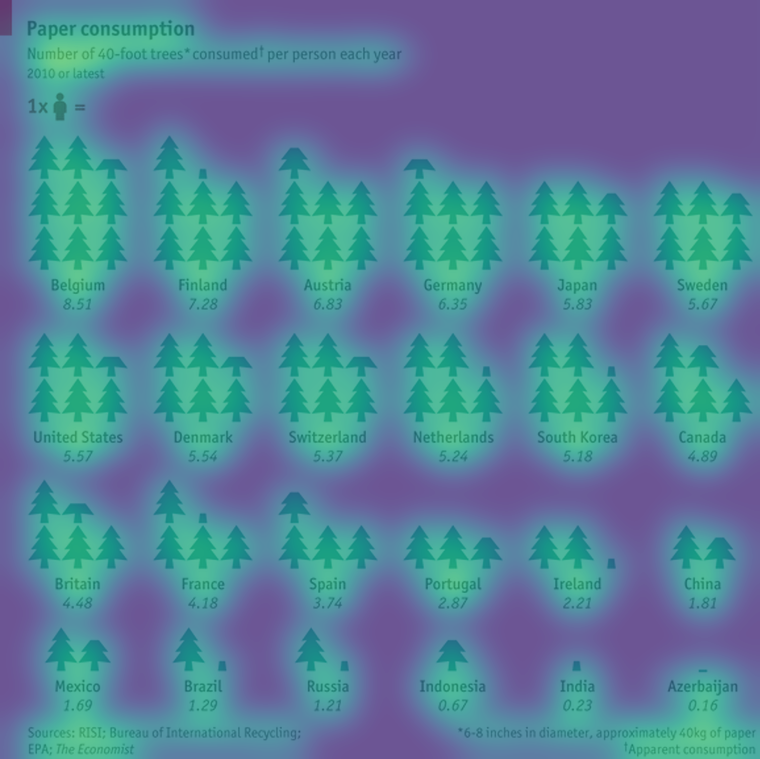 Paper consumption
Number of 40-foot trees* consumed† per person each year
2010 or latest
1x =
Belgium Finland Austria Germany Japan Sweden
8.51 7.28 6.83 6.35 5.83 5.67
United States Denmark Switzerland Netherlands South Korea Canada
5.57 5.54 5.37 5.24 5.18 4.89
Britain France Spain Portugal Ireland China
4.48 4.18 3.74 2.87 2.21 1.81
Mexico Brazil Russia Indonesia India Azerbaijan
1.69 1.29 1.21 0.67 0.23 0.16
Sources: RISI; Bureau of International Recycling; *6-8 inches in diameter, approximately 40kg of paper
EPA; The Economist †Apparent consumption